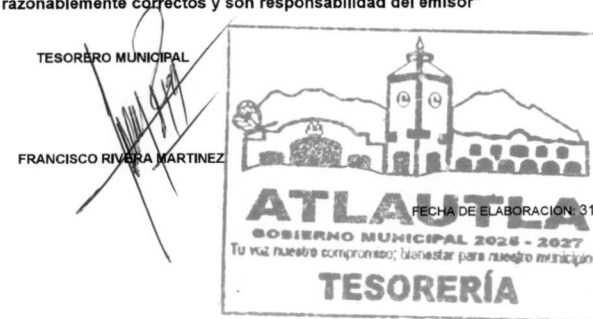 razonablemente correctos y son responsabilidad del emisor"
TESORERO MUNICIPAL
FRANCISCO RIVERA MARTINEZ
ATLAUTLA
FECHA DE ELABORACIÓN: 31
GOBIERNO MUNICIPAL 2025 - 2027
Tu voz nuestro compromiso; bienestar para nuestro municipio
TESORERÍA